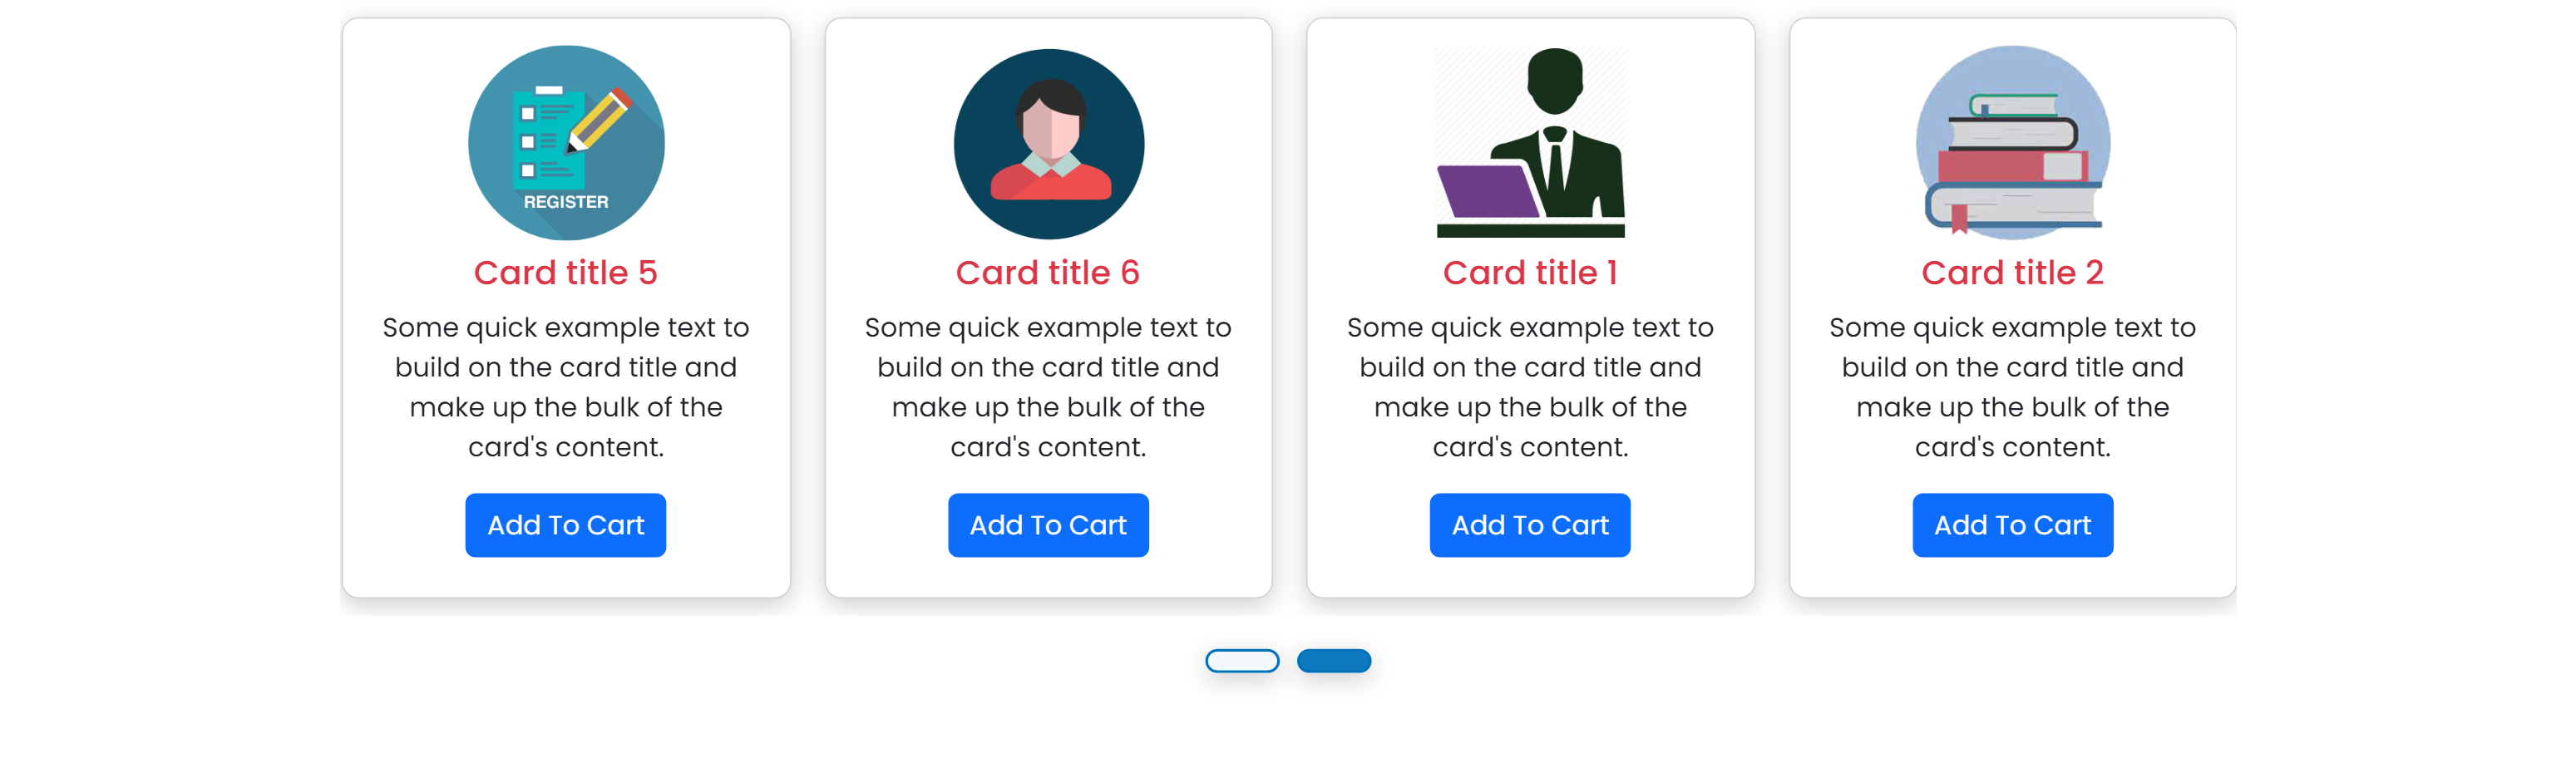 REGISTER
Card title 5
Some quick example text to
build on the card title and
make up the bulk of the
card's content.
Add To Cart
Card title 6
Some quick example text to
build on the card title and
make up the bulk of the
card's content.
Add To Cart
Card title 1
Some quick example text to
build on the card title and
make up the bulk of the
card's content.
Add To Cart
Card title 2
Some quick example text to
build on the card title and
make up the bulk of the
card's content.
Add To Cart